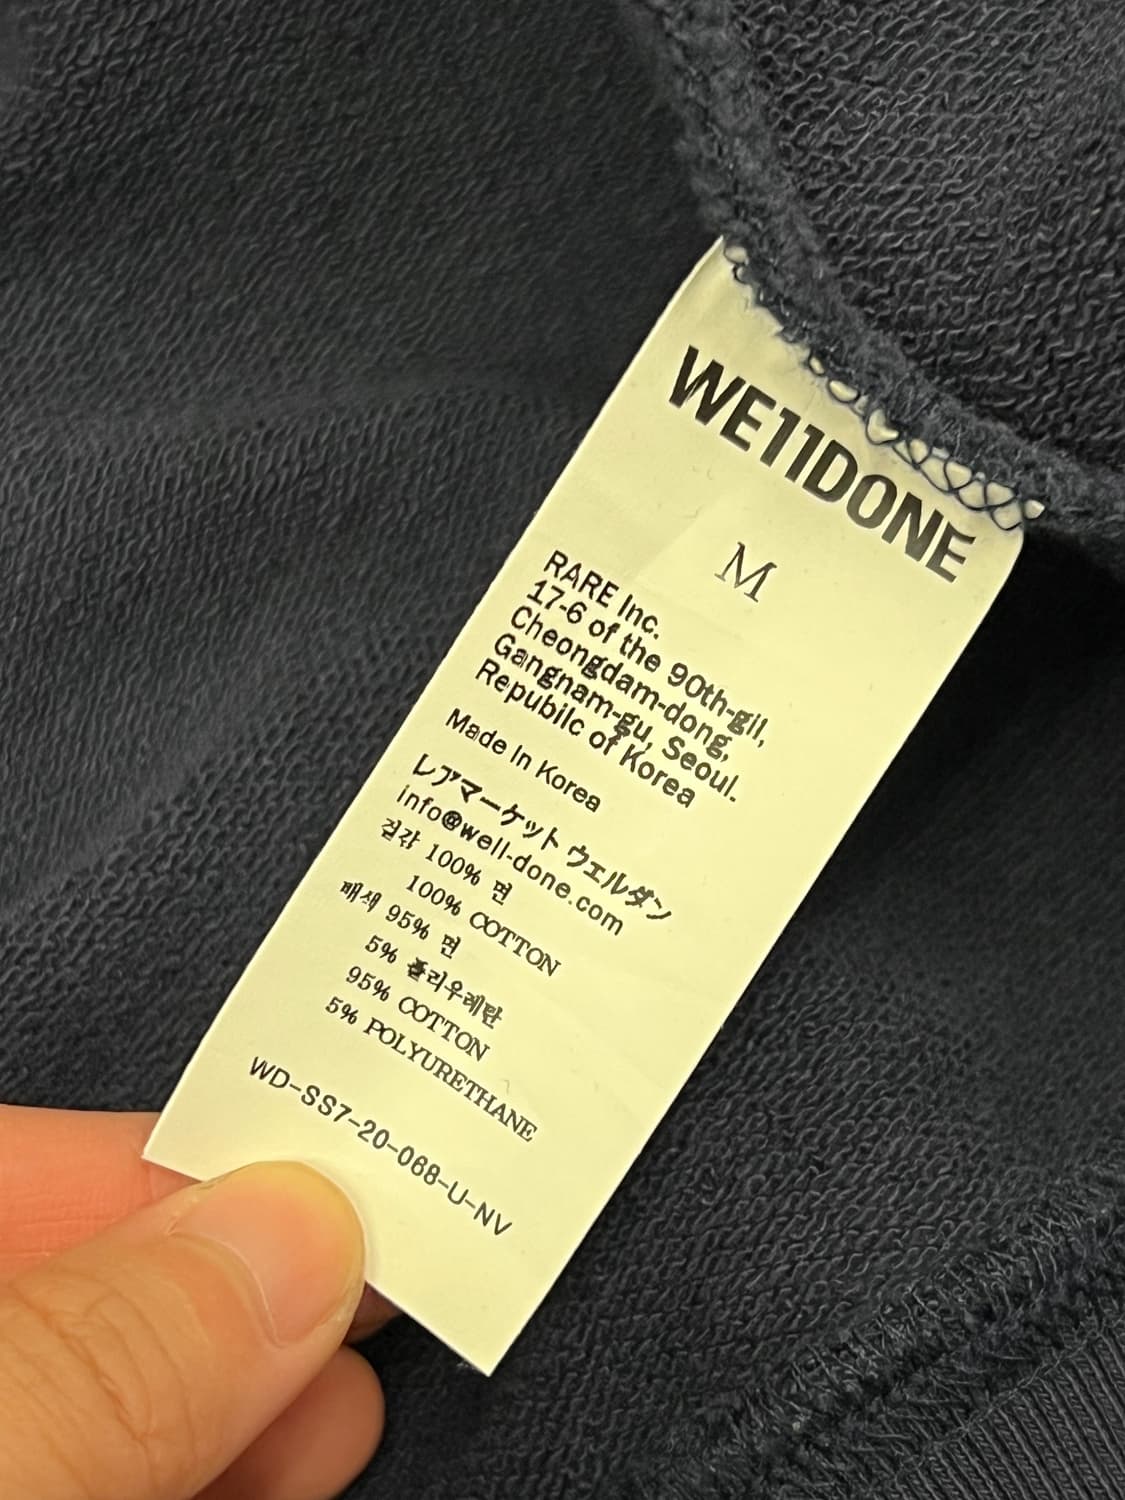 WE11DONE
M
RARE Inc.
17-6 of the 90th-gil,
Cheongdam-dong,
Gangnam-gu, Seoul.
Repubilc of Korea
Made In Korea
レアマーケット ウェルダン
info@well-done.com
겉감 100% 면
100% COTTON
배색 95% 면
5% 폴리우레탄
95% COTTON
5% POLYURETHANE
WD-SS7-20-068-U-NV